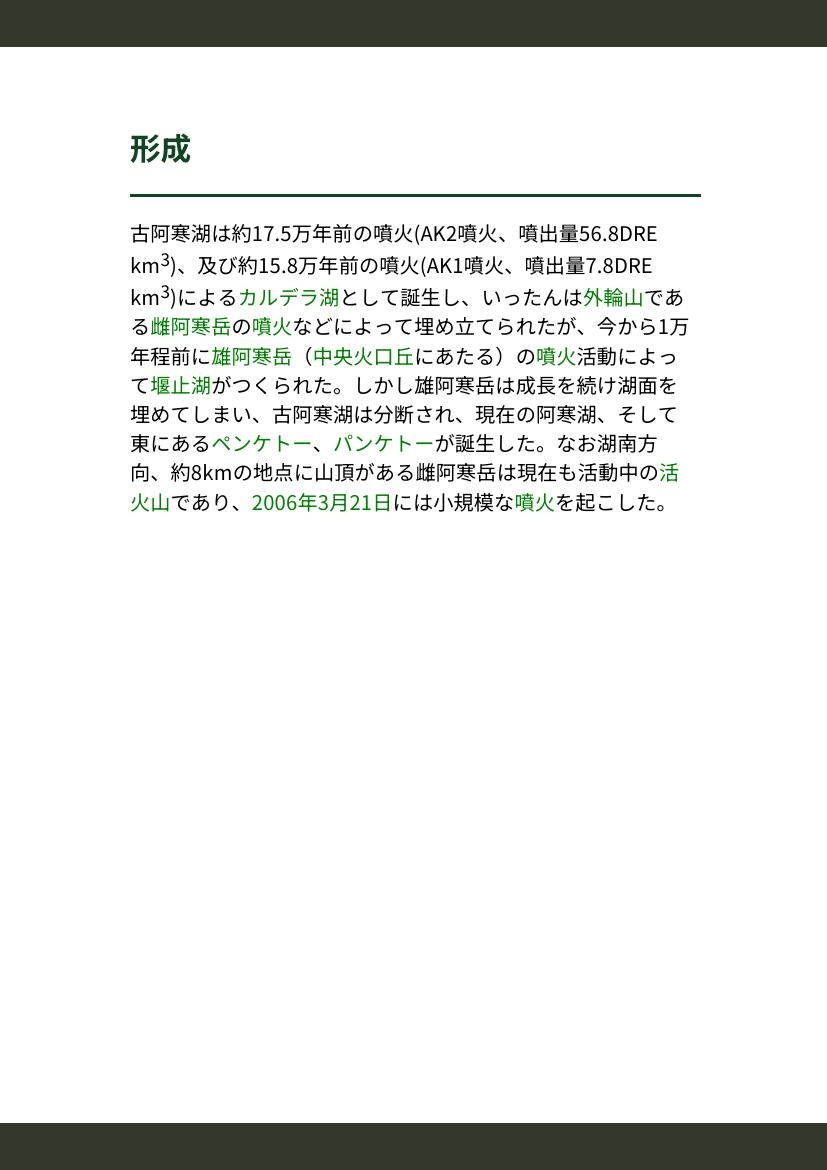 形成
古阿寒湖は約17.5万年前の噴火(AK2噴火、噴出量56.8DRE
km3)、及び約15.8万年前の噴火(AK1噴火、噴出量7.8DRE
km3)によるカルデラ湖として誕生し、いったんは外輪山であ
る雌阿寒岳の噴火などによって埋め立てられたが、今から1万
年程前に雄阿寒岳（中央火口丘にあたる）の噴火活動によっ
て堰止湖がつくられた。しかし雄阿寒岳は成長を続け湖面を
埋めてしまい、古阿寒湖は分断され、現在の阿寒湖、そして
東にあるペンケトー、パンケトーが誕生した。なお湖南方
向、約8kmの地点に山頂がある雌阿寒岳は現在も活動中の活
火山であり、2006年3月21日には小規模な噴火を起こした。